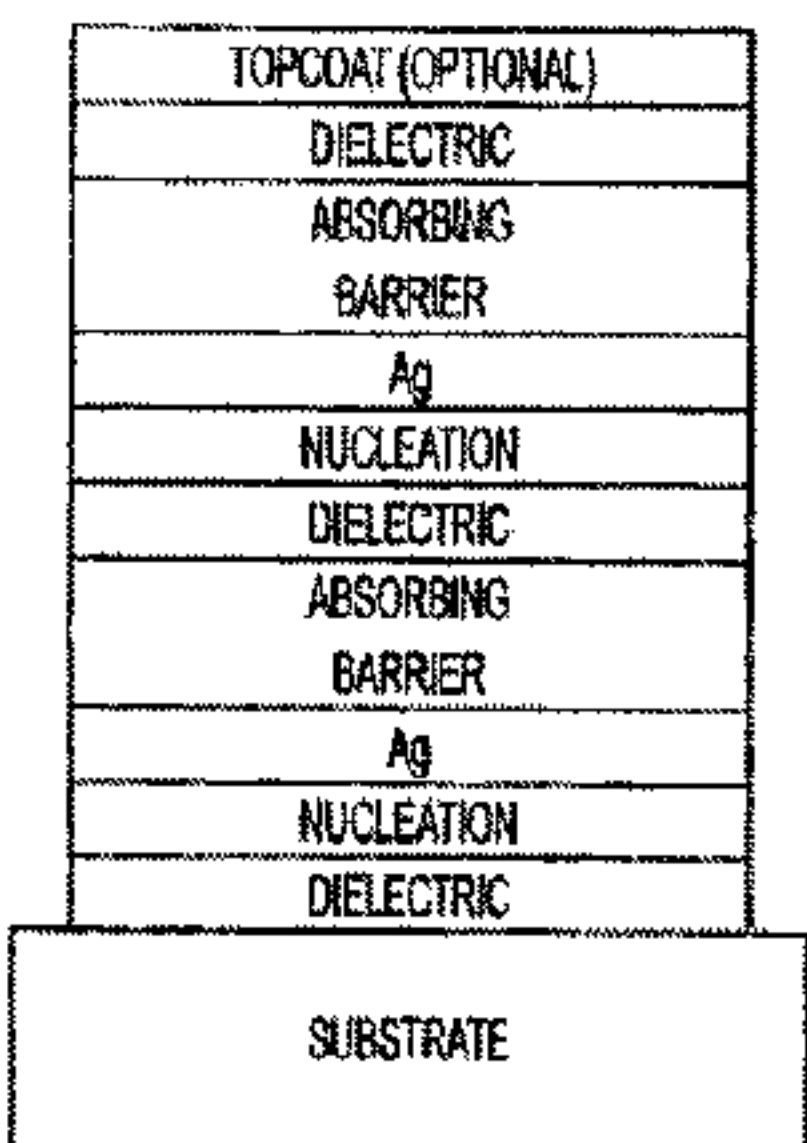 TOPCOAT (OPTIONAL)
DIELECTRIC
ABSORBING
BARRIER
Ag
NUCLEATION
DIELECTRIC
ABSORBING
BARRIER
Ag
NUCLEATION
DIELECTRIC
SUBSTRATE